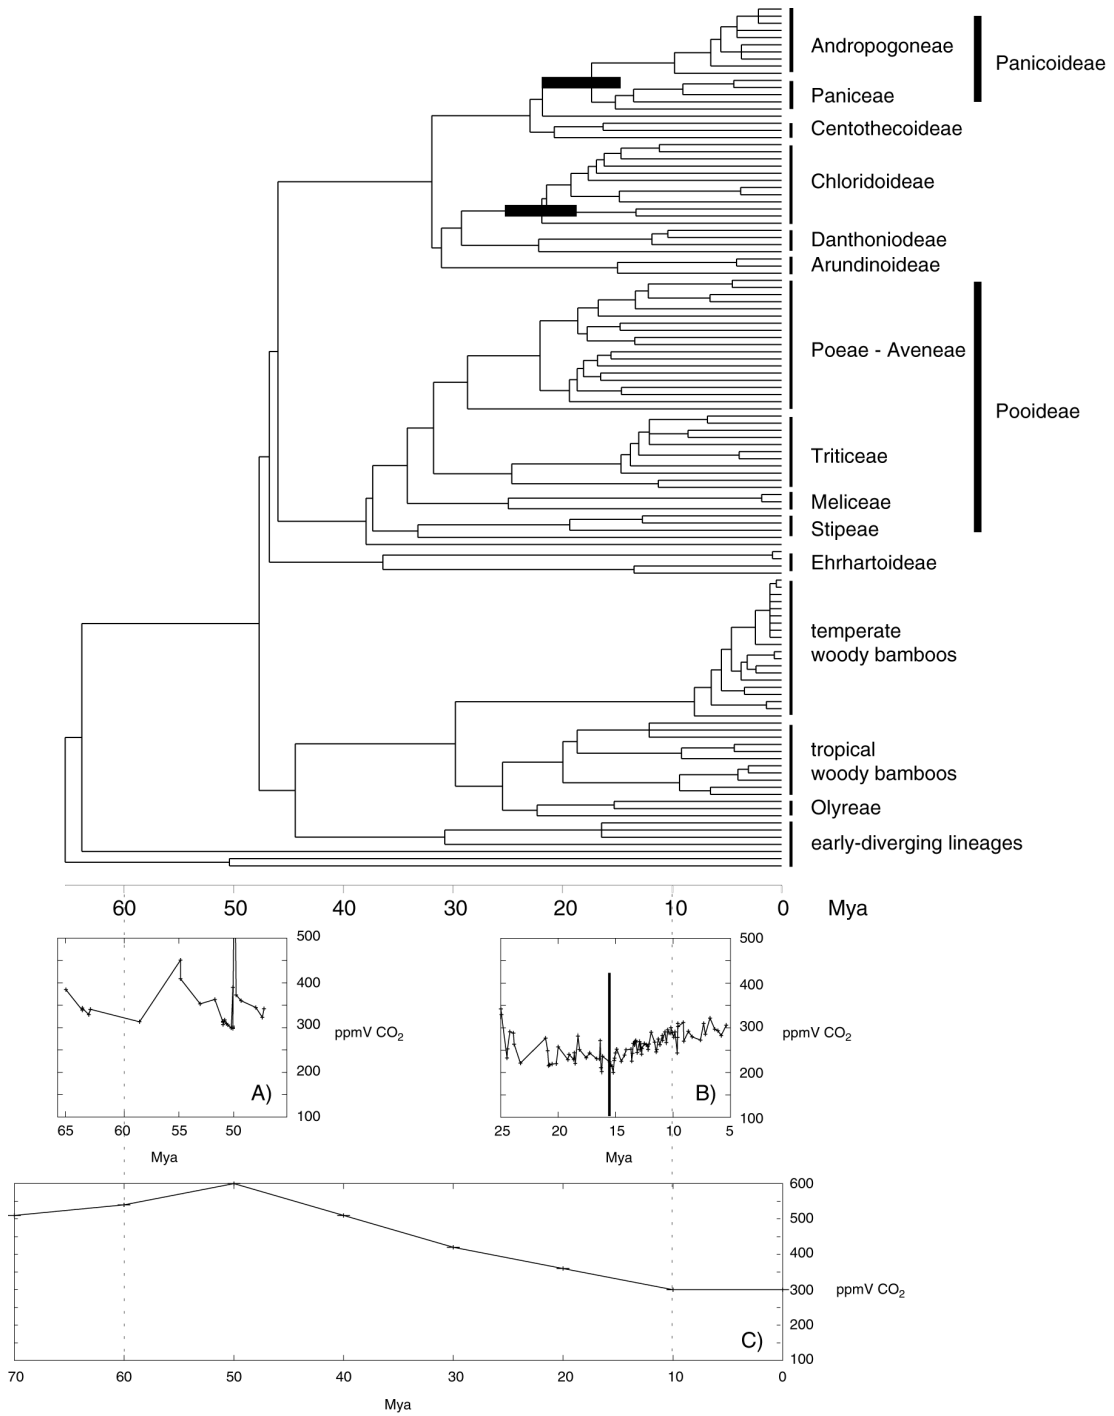 Andropogoneae
Panicoideae
Paniceae
Centothecoideae
Chloridoideae
Danthoniodeae
Arundinoideae
Poeae - Aveneae
Pooideae
Triticeae
Meliceae
Stipeae
Ehrhartoideae
temperate
woody bamboos
tropical
woody bamboos
Olyreae
early-diverging lineages
60 50 40 30 20 10 0 Mya
500
400
300
200
100
ppmV CO2
A)
65 60 55 50
Mya
500
400
300
200
100
ppmV CO2
B)
25 20 15 10 5
Mya
600
500
400
300
200
100
ppmV CO2
C)
70 60 50 40 30 20 10 0
Mya